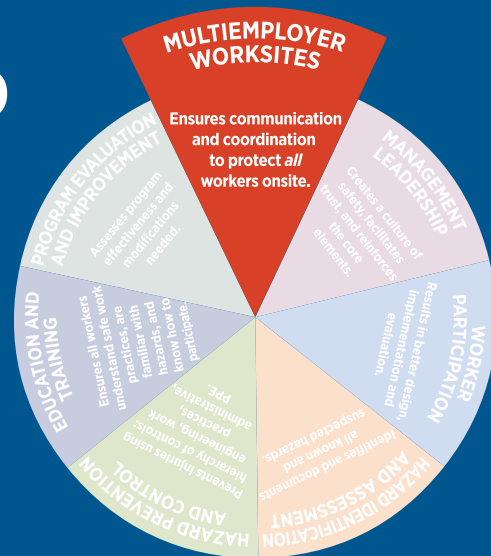 MULTIEMPLOYER
WORKSITES
Ensures communication
and coordination
to protect all
workers onsite.
MANAGEMENT
LEADERSHIP
Creates a culture of
safety, facilitates
trust, and reinforces
the core
elements.
WORKER
PARTICIPATION
Results in better design,
implementation and
evaluation.
HAZARD IDENTIFICATION
AND ASSESSMENT
Identifies and documents
all known and
suspected hazards.
HAZARD PREVENTION
AND CONTROL
Prevents injuries using
hierarchy of controls:
engineering, work
practices,
administrative,
PPE.
EDUCATION AND
TRAINING
Ensures all workers
understand safe work
practices, are
familiar with
hazards, and
know how to
participate.
PROGRAM EVALUATION
AND IMPROVEMENT
Assesses program
effectiveness and
modifications
needed.